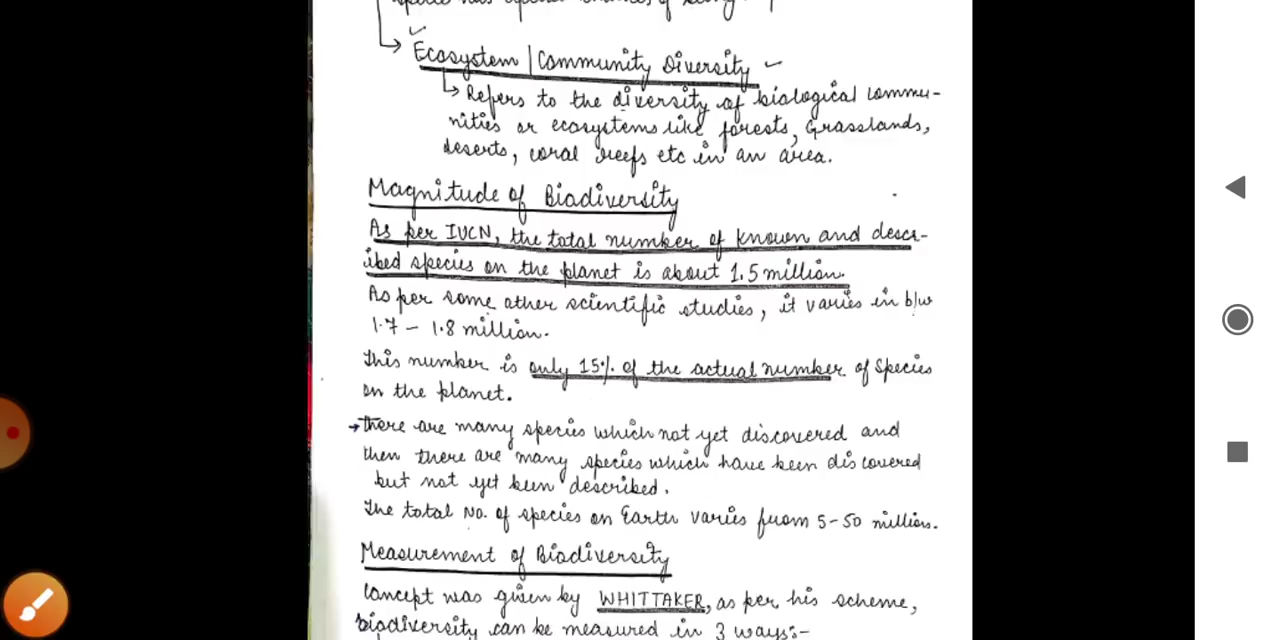 Ecosystem | Community Diversity
Refers to the diversity of biological commu-
nities or ecosystems like forests, Grasslands,
deserts, coral reefs etc in an area.
Magnitude of Biodiversity
As per IUCN, the total number of known and descr-
ibed species on the planet is about 1.5 million.
As per some other scientific studies, it varies in b/w
1.7 – 1.8 million.
This number is only 15% of the actual number of species
on the planet.
→ There are many species which not yet discovered and
then there are many species which have been discovered
but not yet been described.
The total No. of species on Earth varies from 5-50 million.
Measurement of Biodiversity
Concept was given by WHITTAKER, as per his scheme,
biodiversity can be measured in 3 ways:-